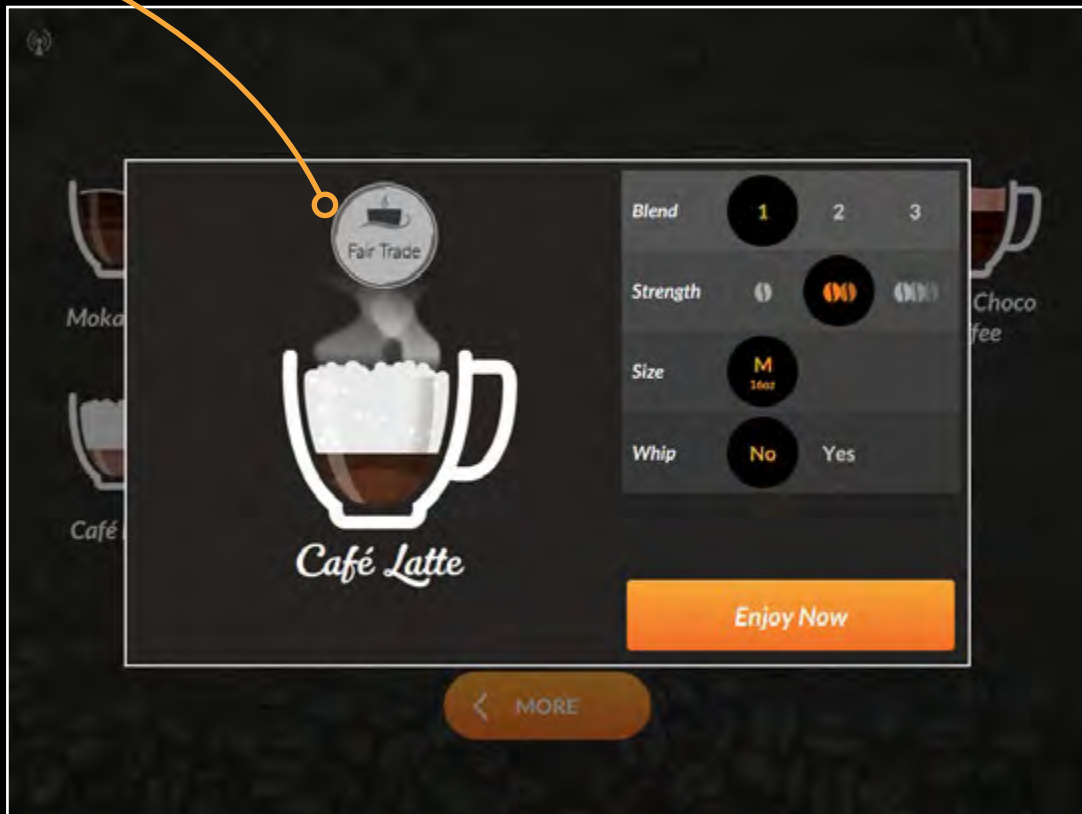 Fair Trade
Café Latte
Blend 1 2 3
Strength
Size M
16oz
Whip No Yes
Enjoy Now
Moka
Café
Choco
fee
MORE